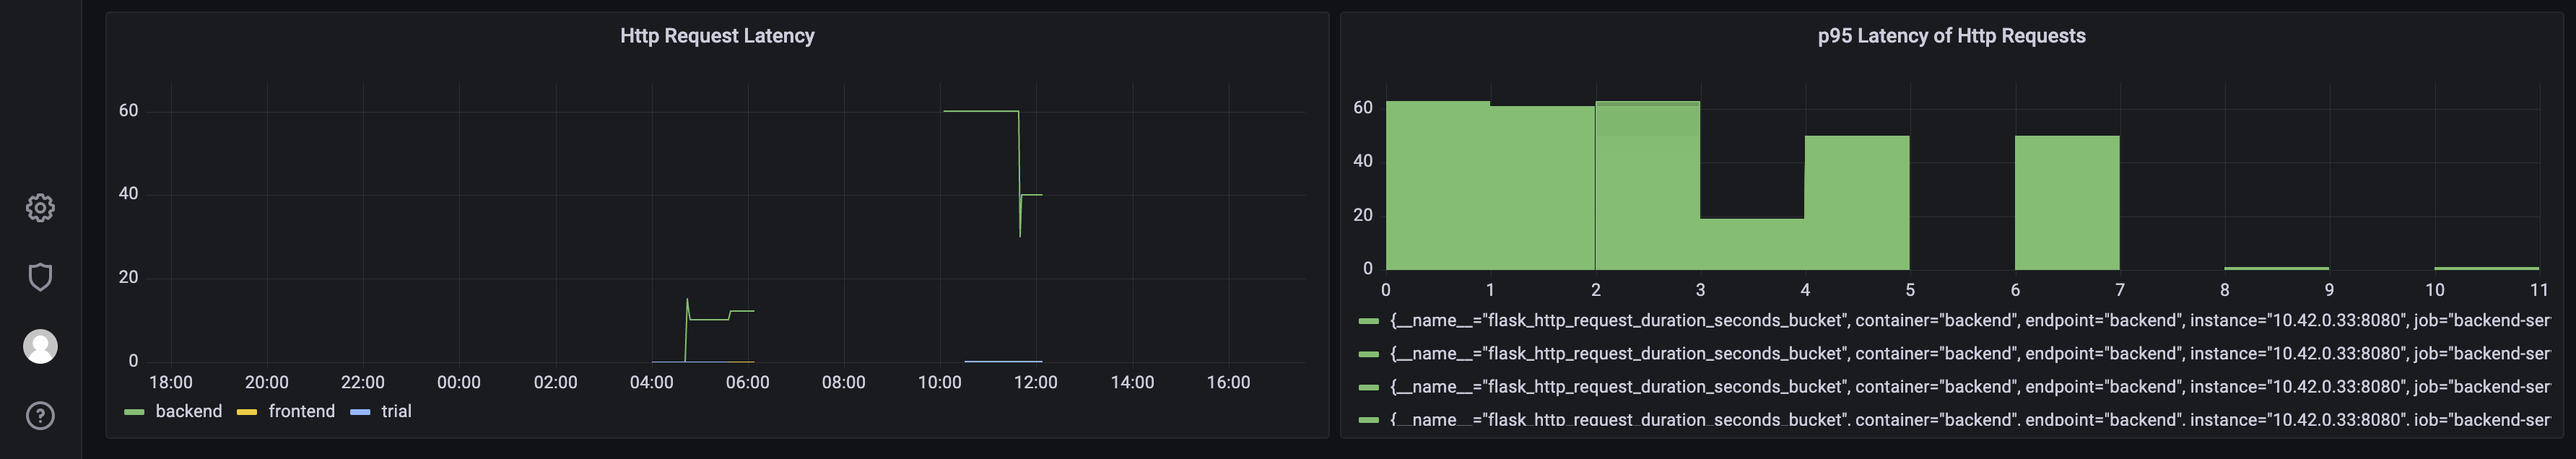 Http Request Latency
60
40
20
0
18:00 20:00 22:00 00:00 02:00 04:00 06:00 08:00 10:00 12:00 14:00 16:00
backend frontend trial
p95 Latency of Http Requests
60
40
20
0
0 1 2 3 4 5 6 7 8 9 10 11
{__name__="flask_http_request_duration_seconds_bucket", container="backend", endpoint="backend", instance="10.42.0.33:8080", job="backend-ser
{__name__="flask_http_request_duration_seconds_bucket", container="backend", endpoint="backend", instance="10.42.0.33:8080", job="backend-ser
{__name__="flask_http_request_duration_seconds_bucket", container="backend", endpoint="backend", instance="10.42.0.33:8080", job="backend-ser
{__name__="flask_http_request_duration_seconds_bucket", container="backend", endpoint="backend", instance="10.42.0.33:8080", job="backend-ser